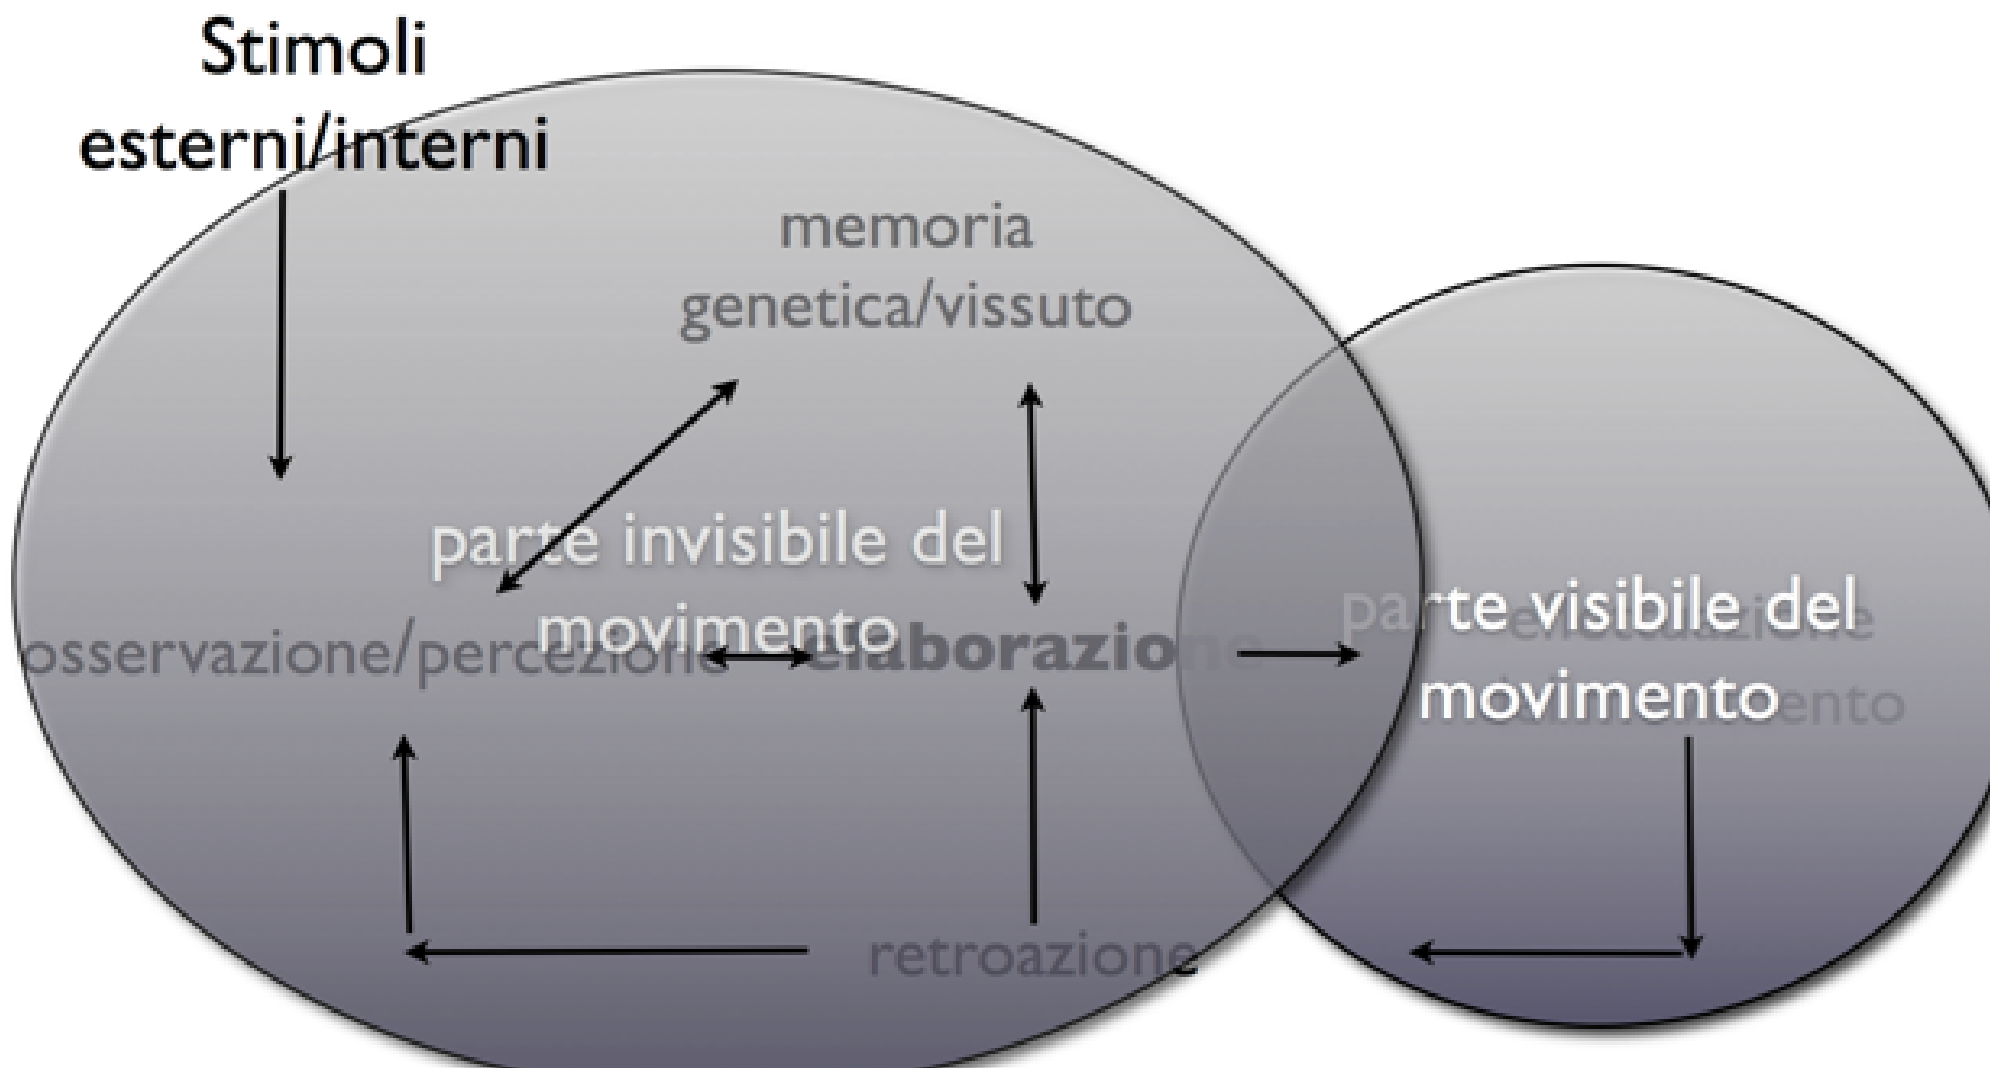 Stimoli
esterni/interni
memoria
genetica/vissuto
parte invisibile del
movimento
osservazione/percezione
elaborazione
parte visibile del
movimento
retroazione